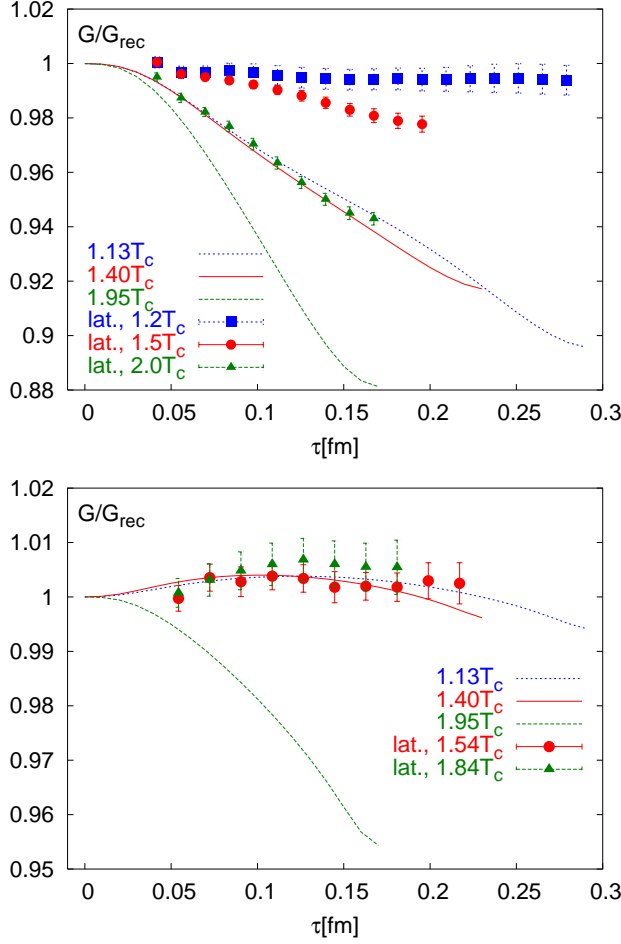 G/G_rec
1.02
1
0.98
0.96
0.94
0.92
0.9
0.88
1.13T_c
1.40T_c
1.95T_c
lat., 1.2T_c
lat., 1.5T_c
lat., 2.0T_c
0 0.05 0.1 0.15 0.2 0.25 0.3
τ[fm]
G/G_rec
1.02
1.01
1
0.99
0.98
0.97
0.96
0.95
1.13T_c
1.40T_c
1.95T_c
lat., 1.54T_c
lat., 1.84T_c
0 0.05 0.1 0.15 0.2 0.25 0.3
τ[fm]